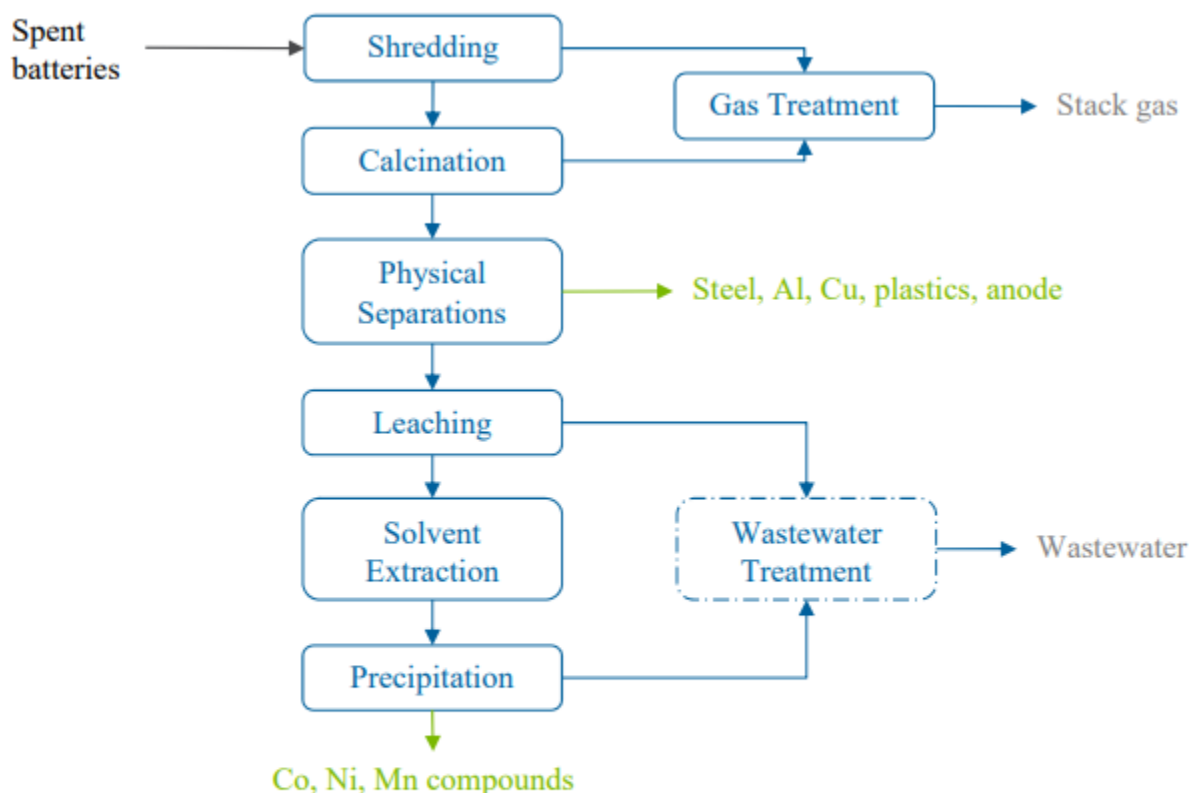 Spent
batteries
Shredding
Gas Treatment
Stack gas
Calcination
Physical
Separations
Steel, Al, Cu, plastics, anode
Leaching
Solvent
Extraction
Wastewater
Treatment
Wastewater
Precipitation
Co, Ni, Mn compounds